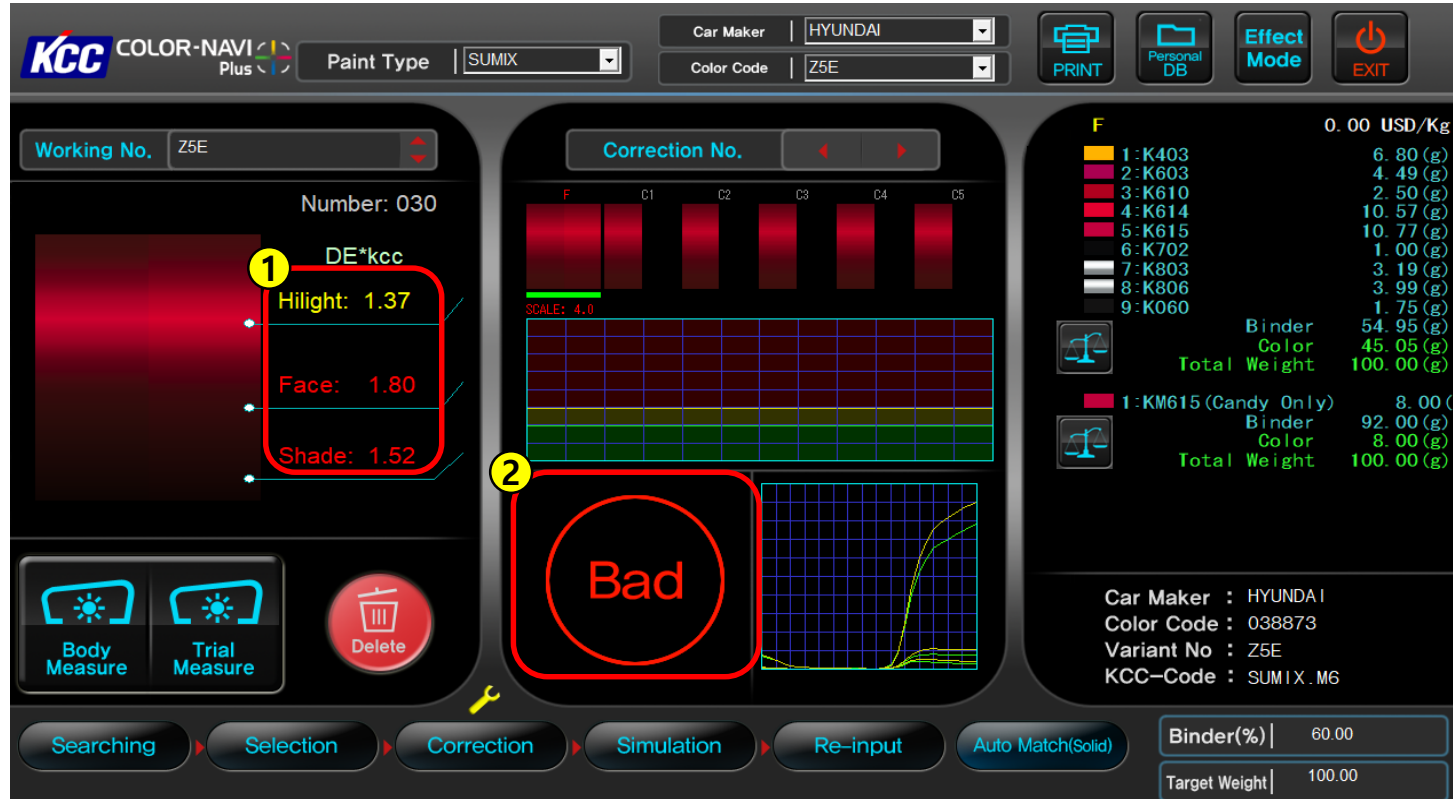 KCC COLOR-NAVI Plus
Paint Type SUMIX
Car Maker HYUNDAI
Color Code Z5E
PRINT
Personal DB
Effect Mode
EXIT
Working No. Z5E
Number: 030
DE*kcc
1
Hilight: 1.37
Face: 1.80
Shade: 1.52
Body Measure
Trial Measure
Delete
Correction No.
F C1 C2 C3 C4 C5
SCALE: 4.0
2
Bad
F 0.00 USD/Kg
1:K403 6.80(g)
2:K603 4.49(g)
3:K610 2.50(g)
4:K614 10.57(g)
5:K615 10.77(g)
6:K702 1.00(g)
7:K803 3.19(g)
8:K806 3.99(g)
9:K060 1.75(g)
Binder 54.95(g)
Color 45.05(g)
Total Weight 100.00(g)
1:KM615(Candy Only) 8.00(
Binder 92.00(g)
Color 8.00(g)
Total Weight 100.00(g)
Car Maker : HYUNDAI
Color Code : 038873
Variant No : Z5E
KCC-Code : SUMIX.M6
Searching
Selection
Correction
Simulation
Re-input
Auto Match(Solid)
Binder(%) 60.00
Target Weight 100.00